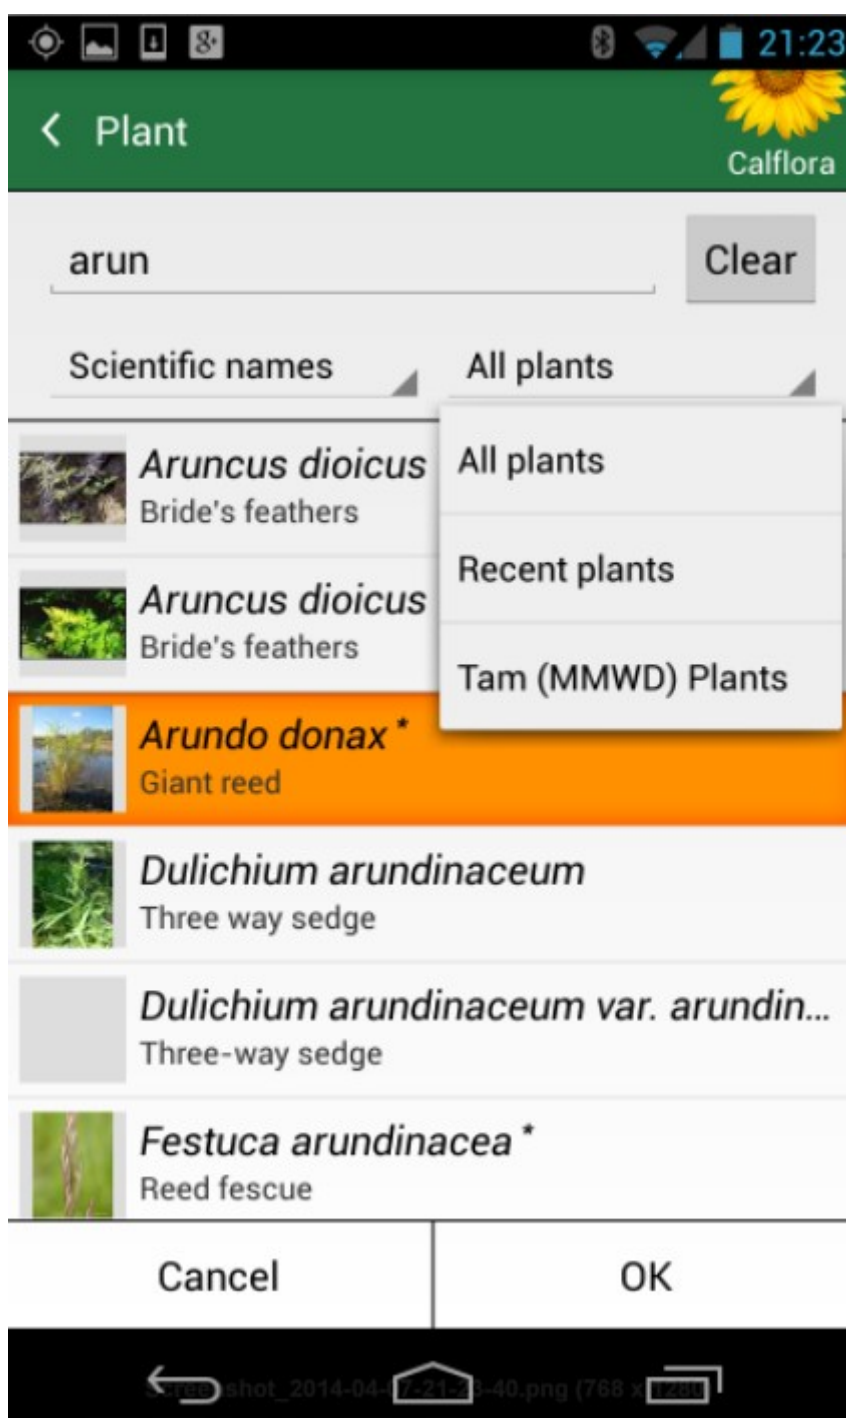 21:23
Plant
Calflora
arun
Clear
Scientific names
All plants
All plants
Recent plants
Tam (MMWD) Plants
Aruncus dioicus
Bride's feathers
Aruncus dioicus
Bride's feathers
Arundo donax *
Giant reed
Dulichium arundinaceum
Three way sedge
Dulichium arundinaceum var. arundin...
Three-way sedge
Festuca arundinacea *
Reed fescue
Cancel
OK